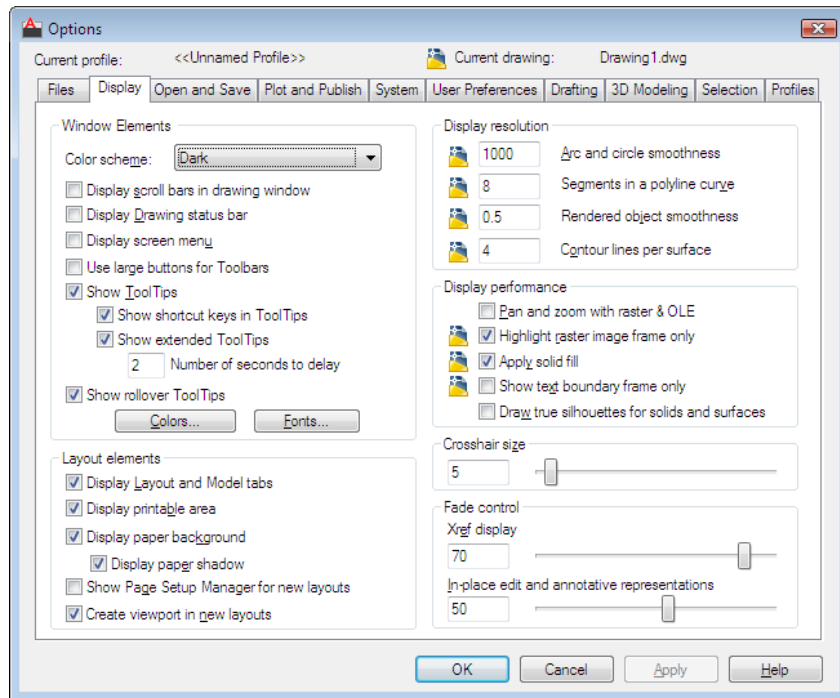 Options
Current profile: <<Unnamed Profile>> Current drawing: Drawing1.dwg
Files Display Open and Save Plot and Publish System User Preferences Drafting 3D Modeling Selection Profiles
Window Elements
Color scheme: Dark
Display scroll bars in drawing window
Display Drawing status bar
Display screen menu
Use large buttons for Toolbars
Show ToolTips
Show shortcut keys in ToolTips
Show extended ToolTips
2 Number of seconds to delay
Show rollover ToolTips
Colors... Fonts...
Layout elements
Display Layout and Model tabs
Display printable area
Display paper background
Display paper shadow
Show Page Setup Manager for new layouts
Create viewport in new layouts
Display resolution
1000 Arc and circle smoothness
8 Segments in a polyline curve
0.5 Rendered object smoothness
4 Contour lines per surface
Display performance
Pan and zoom with raster & OLE
Highlight raster image frame only
Apply solid fill
Show text boundary frame only
Draw true silhouettes for solids and surfaces
Crosshair size
5
Fade control
Xref display
70
In-place edit and annotative representations
50
OK Cancel Apply Help